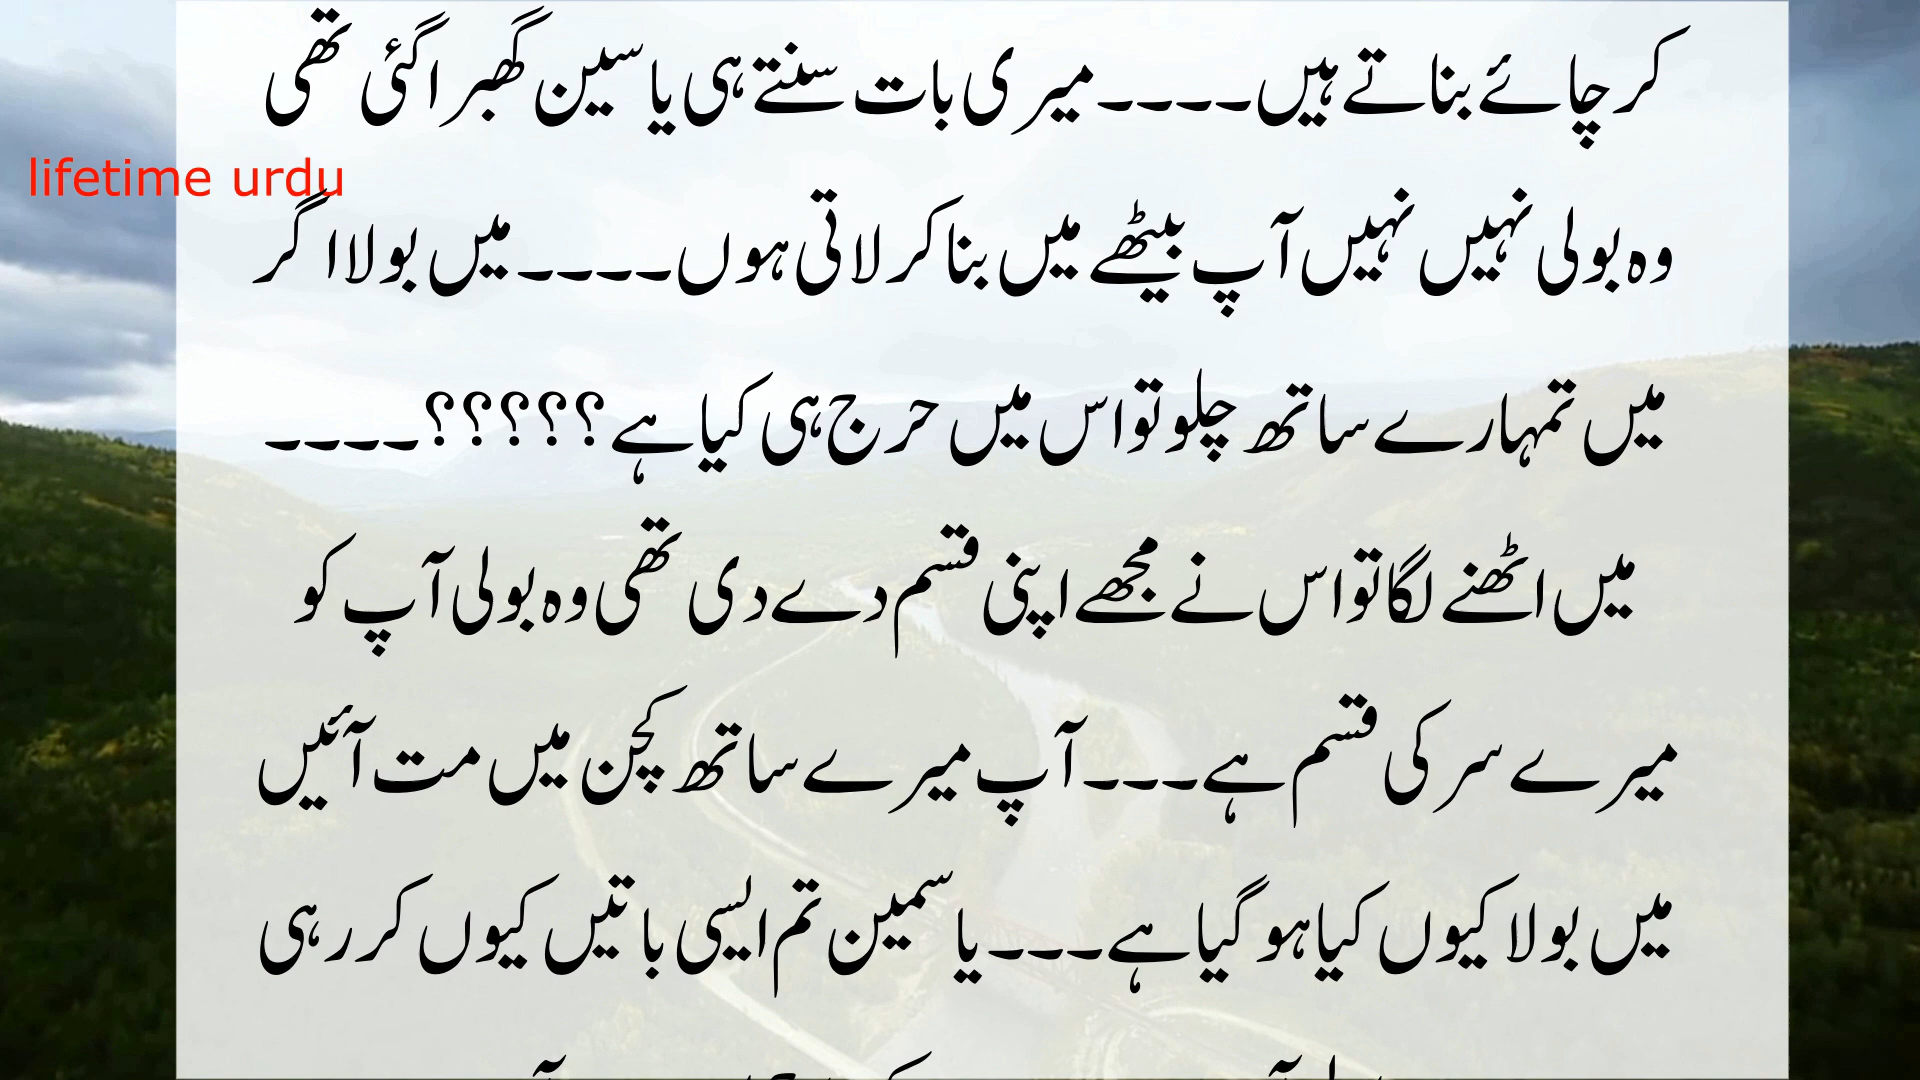 کر چائے بناتے ہیں ۔۔۔۔ میری بات سنتے ہی یاسین گھبرا گئی تھی
lifetime urdu
وہ بولی نہیں نہیں آپ بیٹھے میں بنا کر لاتی ہوں ۔۔۔۔ میں بولا اگر
میں تمہارے ساتھ چلو تو اس میں حرج ہی کیا ہے ؟؟؟؟؟ ۔۔۔۔
میں اٹھنے لگا تو اس نے مجھے اپنی قسم دے دی تھی وہ بولی آپ کو
میرے سر کی قسم ہے ۔۔۔ آپ میرے ساتھ کچن میں مت آئیں
میں بولا کیوں کیا ہو گیا ہے ۔۔۔ یاسمین تم ایسی باتیں کیوں کر رہی